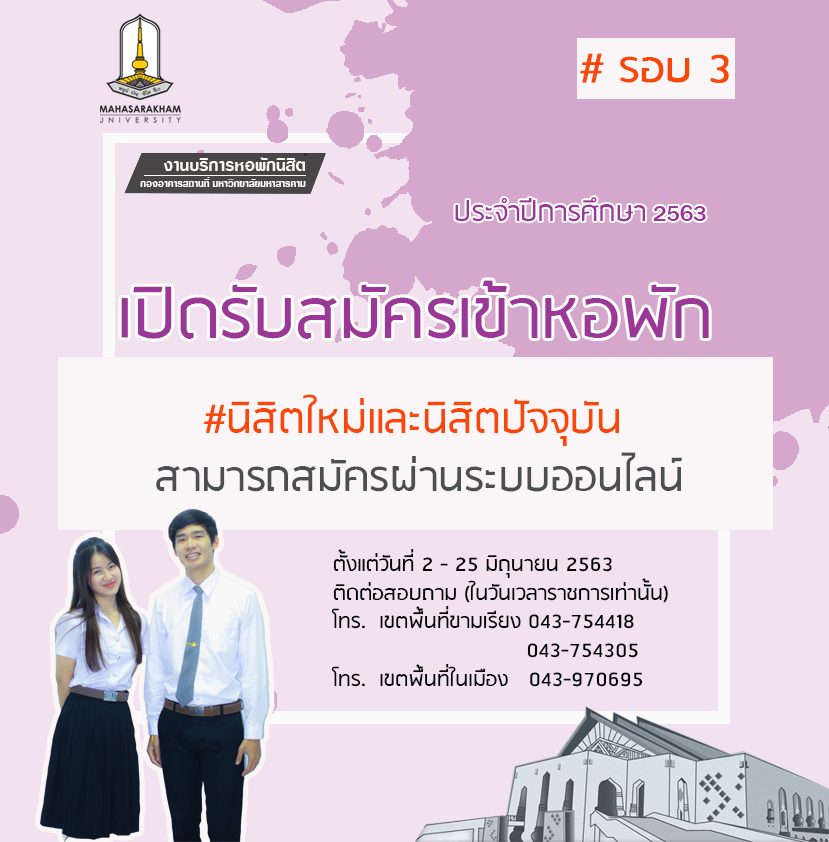 # รอบ 3
MAHASARAKHAM
UNIVERSITY
งานบริการหอพักนิสิต
กองอาคารสถานที่ มหาวิทยาลัยมหาสารคาม
ประจำปีการศึกษา 2563
เปิดรับสมัครเข้าหอพัก
#นิสิตใหม่และนิสิตปัจจุบัน
สามารถสมัครผ่านระบบออนไลน์
ตั้งแต่วันที่ 2 - 25 มิถุนายน 2563
ติดต่อสอบถาม (ในวันเวลาราชการเท่านั้น)
โทร. เขตพื้นที่ขามเรียง 043-754418
043-754305
โทร. เขตพื้นที่ในเมือง 043-970695